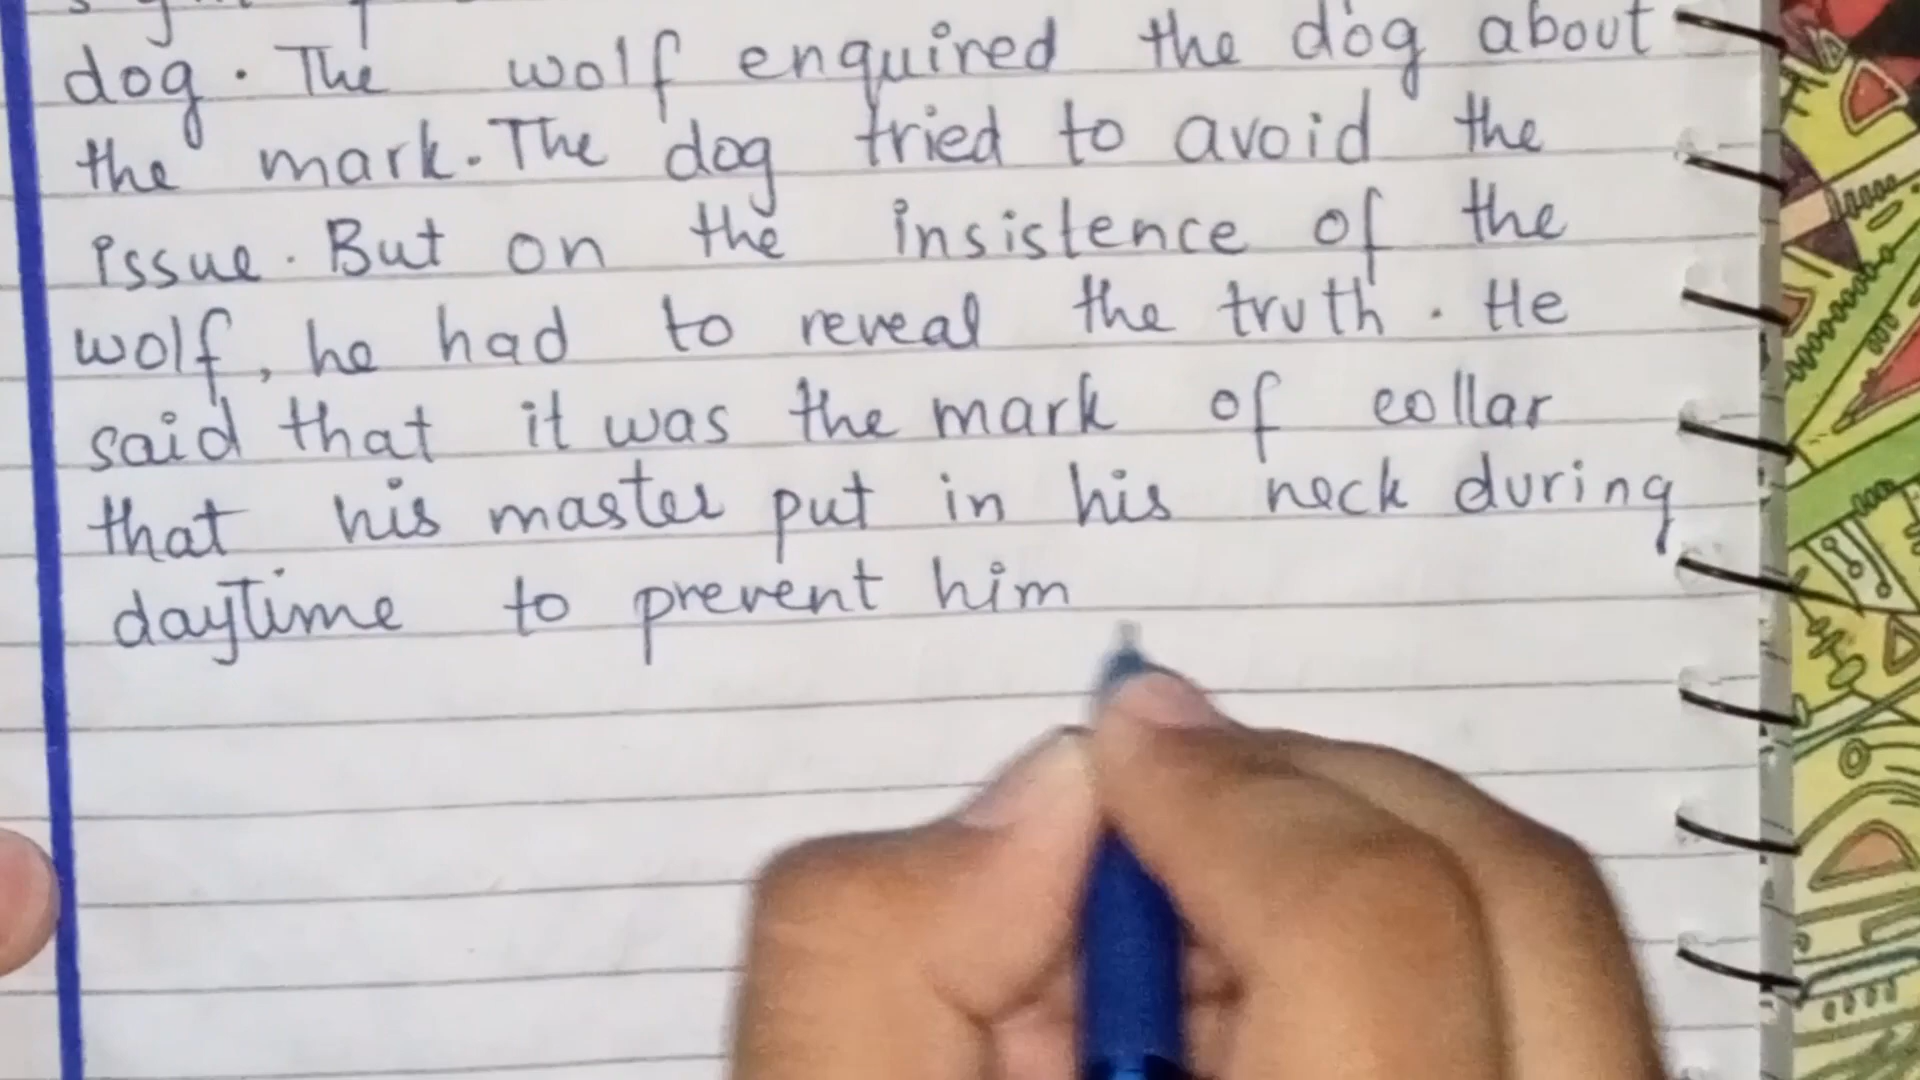 dog. The wolf enquired the dog about
the mark. The dog tried to avoid the
issue. But on the insistence of the
wolf, he had to reveal the truth. He
said that it was the mark of collar
that his master put in his neck during
daytime to prevent him